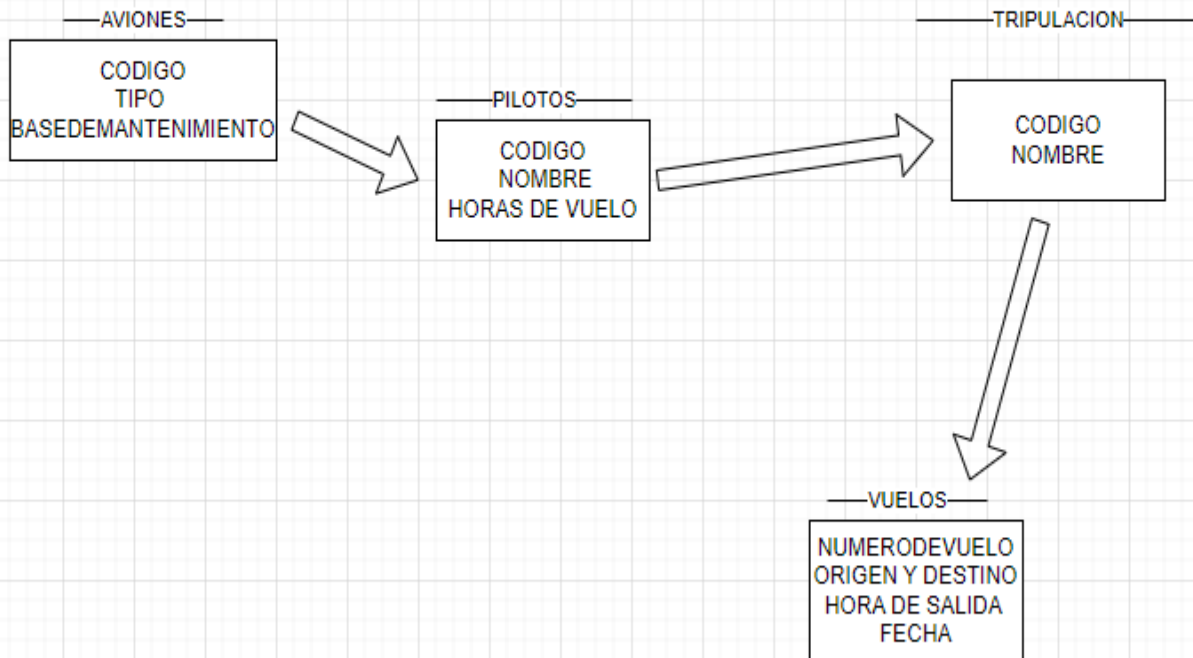 AVIONES
CODIGO
TIPO
BASEDEMANTENIMIENTO
PILOTOS
CODIGO
NOMBRE
HORAS DE VUELO
TRIPULACION
CODIGO
NOMBRE
VUELOS
NUMERODEVUELO
ORIGEN Y DESTINO
HORA DE SALIDA
FECHA